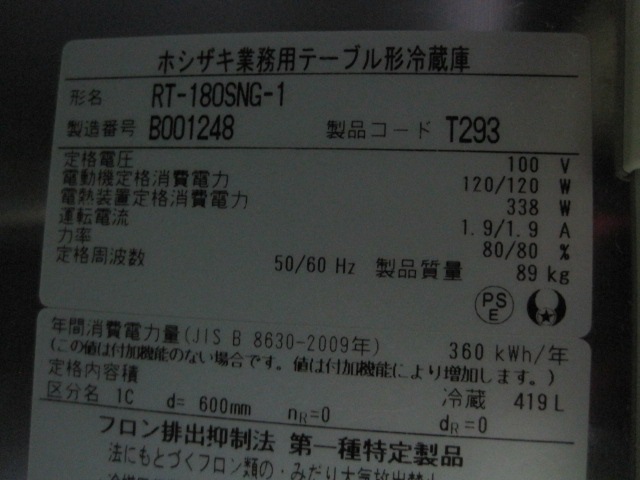 ホシザキ業務用テーブル形冷蔵庫
形名 RT-180SNG-1
製造番号 B001248 製品コード T293
定格電圧 100 V
電動機定格消費電力 120/120 W
電熱装置定格消費電力 338 W
運転電流 1.9/1.9 A
力率 80/80 %
定格周波数 50/60 Hz 製品質量 89 kg
PS
E
年間消費電力量(JIS B 8630-2009年) 360 kWh/年
(この値は付加機能のない場合です。値は付加機能により増加します。)
定格内容積 冷蔵 419 L
区分名 1C d= 600mm nR=0 dR=0
フロン排出抑制法 第一種特定製品
法にもとづくフロン類の・みだり大気放出禁止